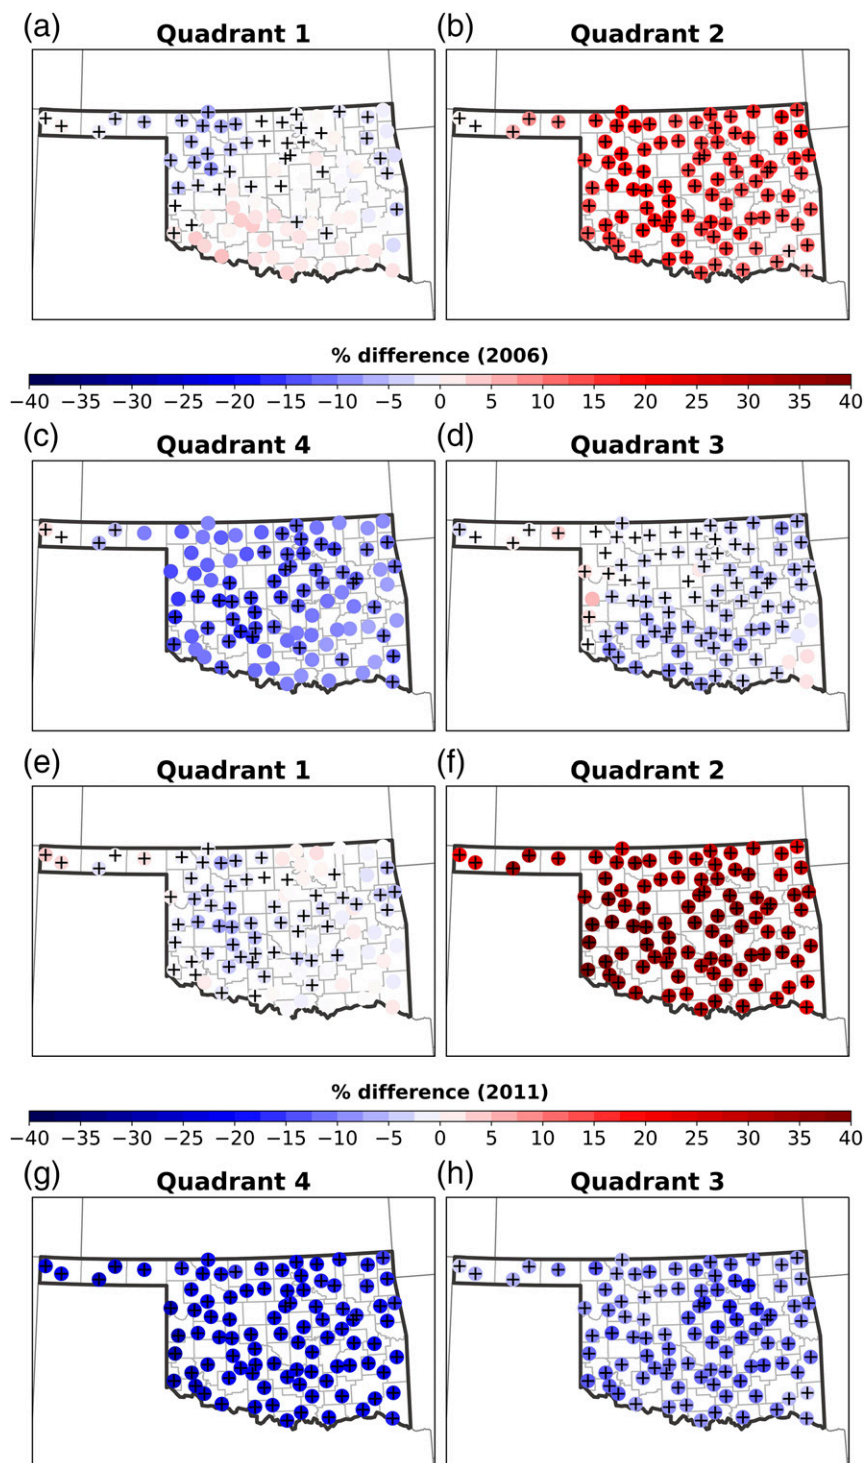 (a) Quadrant 1
(b) Quadrant 2
% difference (2006)
−40 −35 −30 −25 −20 −15 −10 −5 0 5 10 15 20 25 30 35 40
(c) Quadrant 4
(d) Quadrant 3
(e) Quadrant 1
(f) Quadrant 2
% difference (2011)
−40 −35 −30 −25 −20 −15 −10 −5 0 5 10 15 20 25 30 35 40
(g) Quadrant 4
(h) Quadrant 3